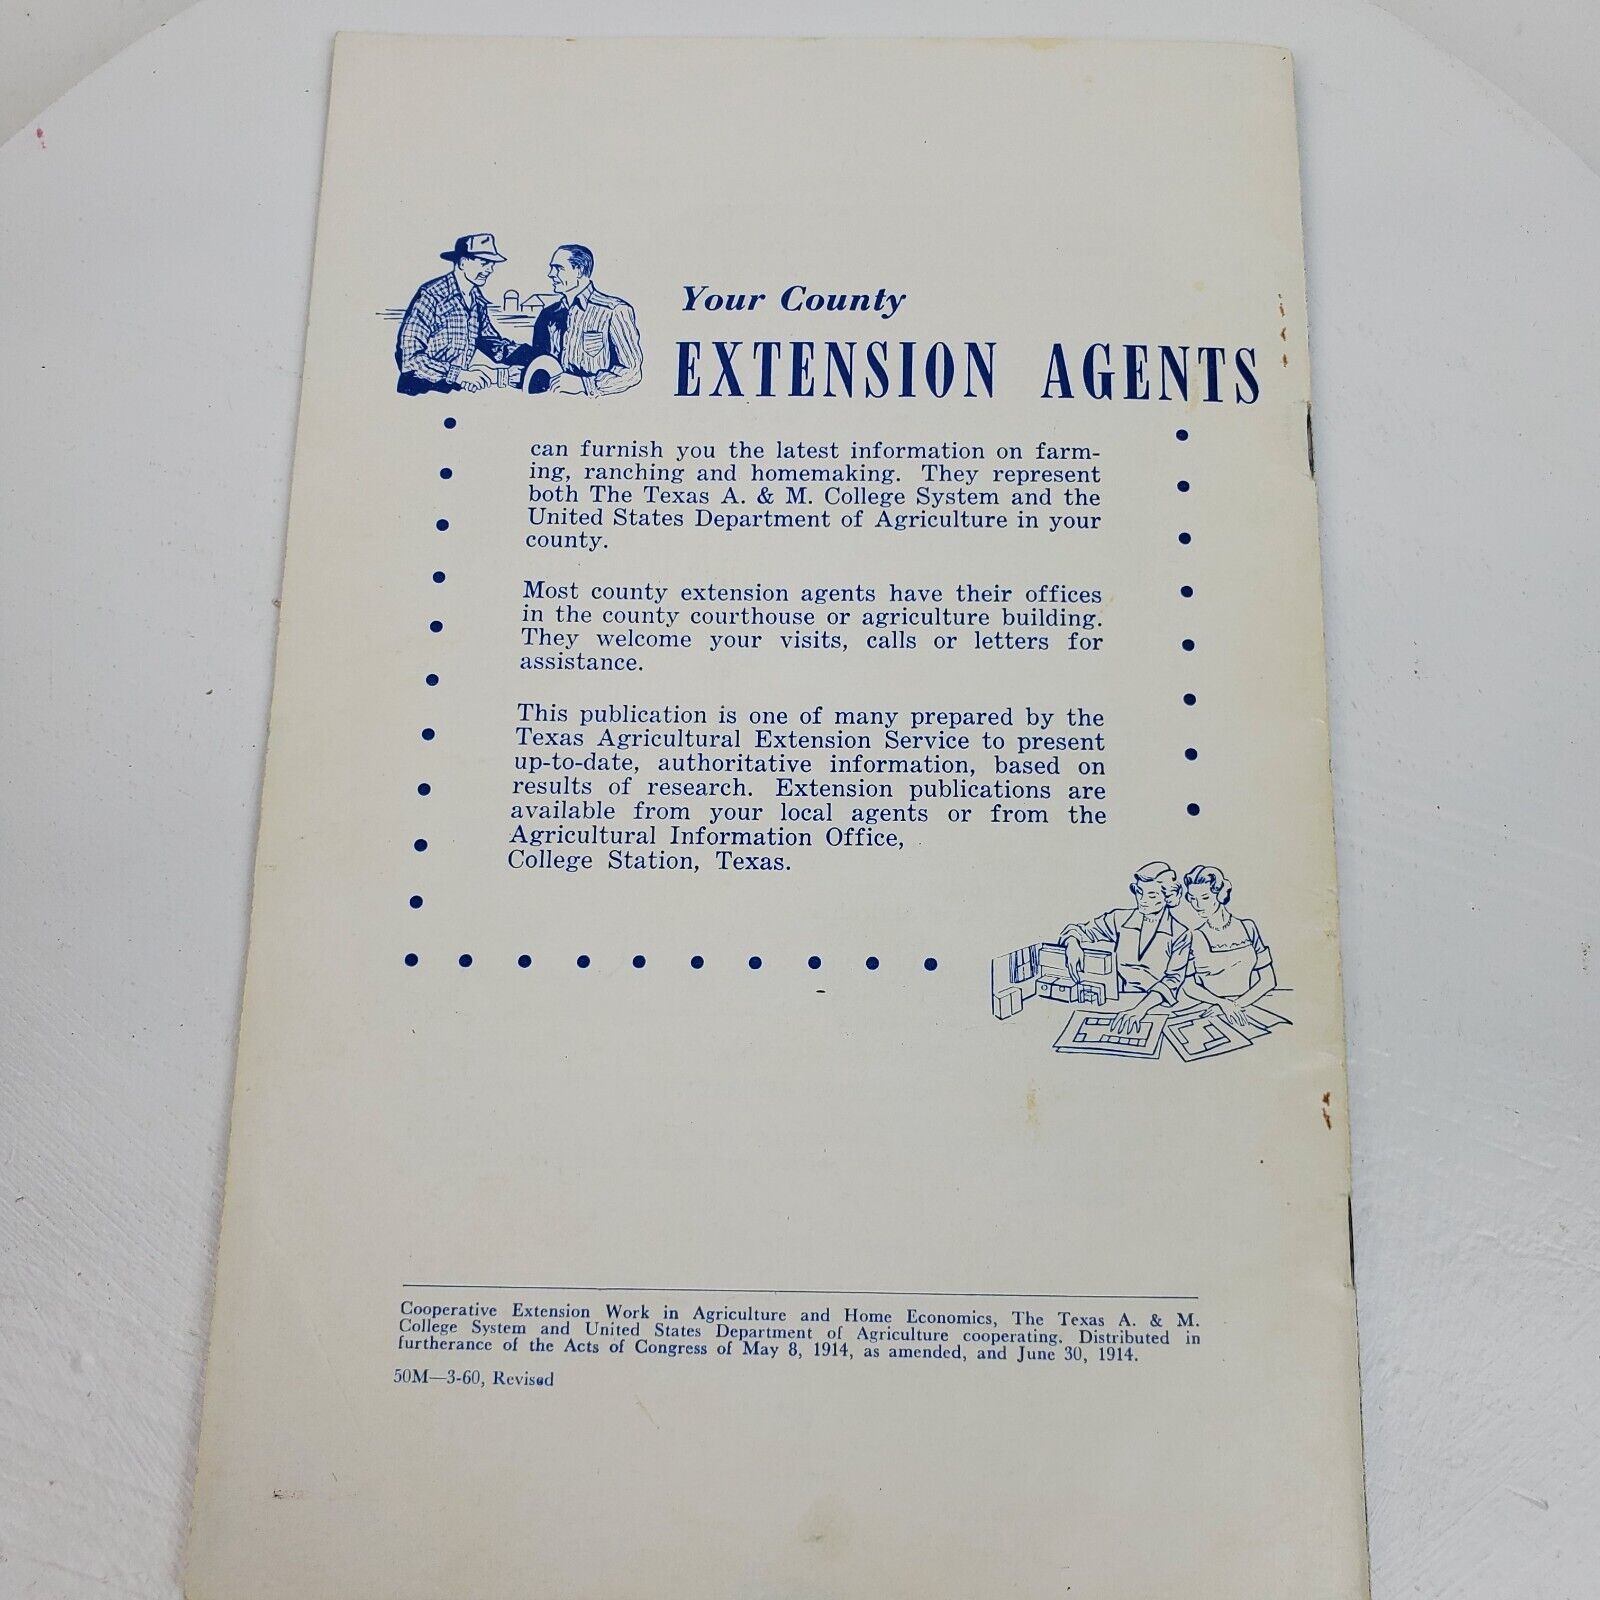 Your County
EXTENSION AGENTS
can furnish you the latest information on farm-
ing, ranching and homemaking. They represent
both The Texas A. & M. College System and the
United States Department of Agriculture in your
county.
Most county extension agents have their offices
in the county courthouse or agriculture building.
They welcome your visits, calls or letters for
assistance.
This publication is one of many prepared by the
Texas Agricultural Extension Service to present
up-to-date, authoritative information, based on
results of research. Extension publications are
available from your local agents or from the
Agricultural Information Office,
College Station, Texas.
Cooperative Extension Work in Agriculture and Home Economics, The Texas A. & M.
College System and United States Department of Agriculture cooperating. Distributed in
furtherance of the Acts of Congress of May 8, 1914, as amended, and June 30, 1914.
50M—3-60, Revised